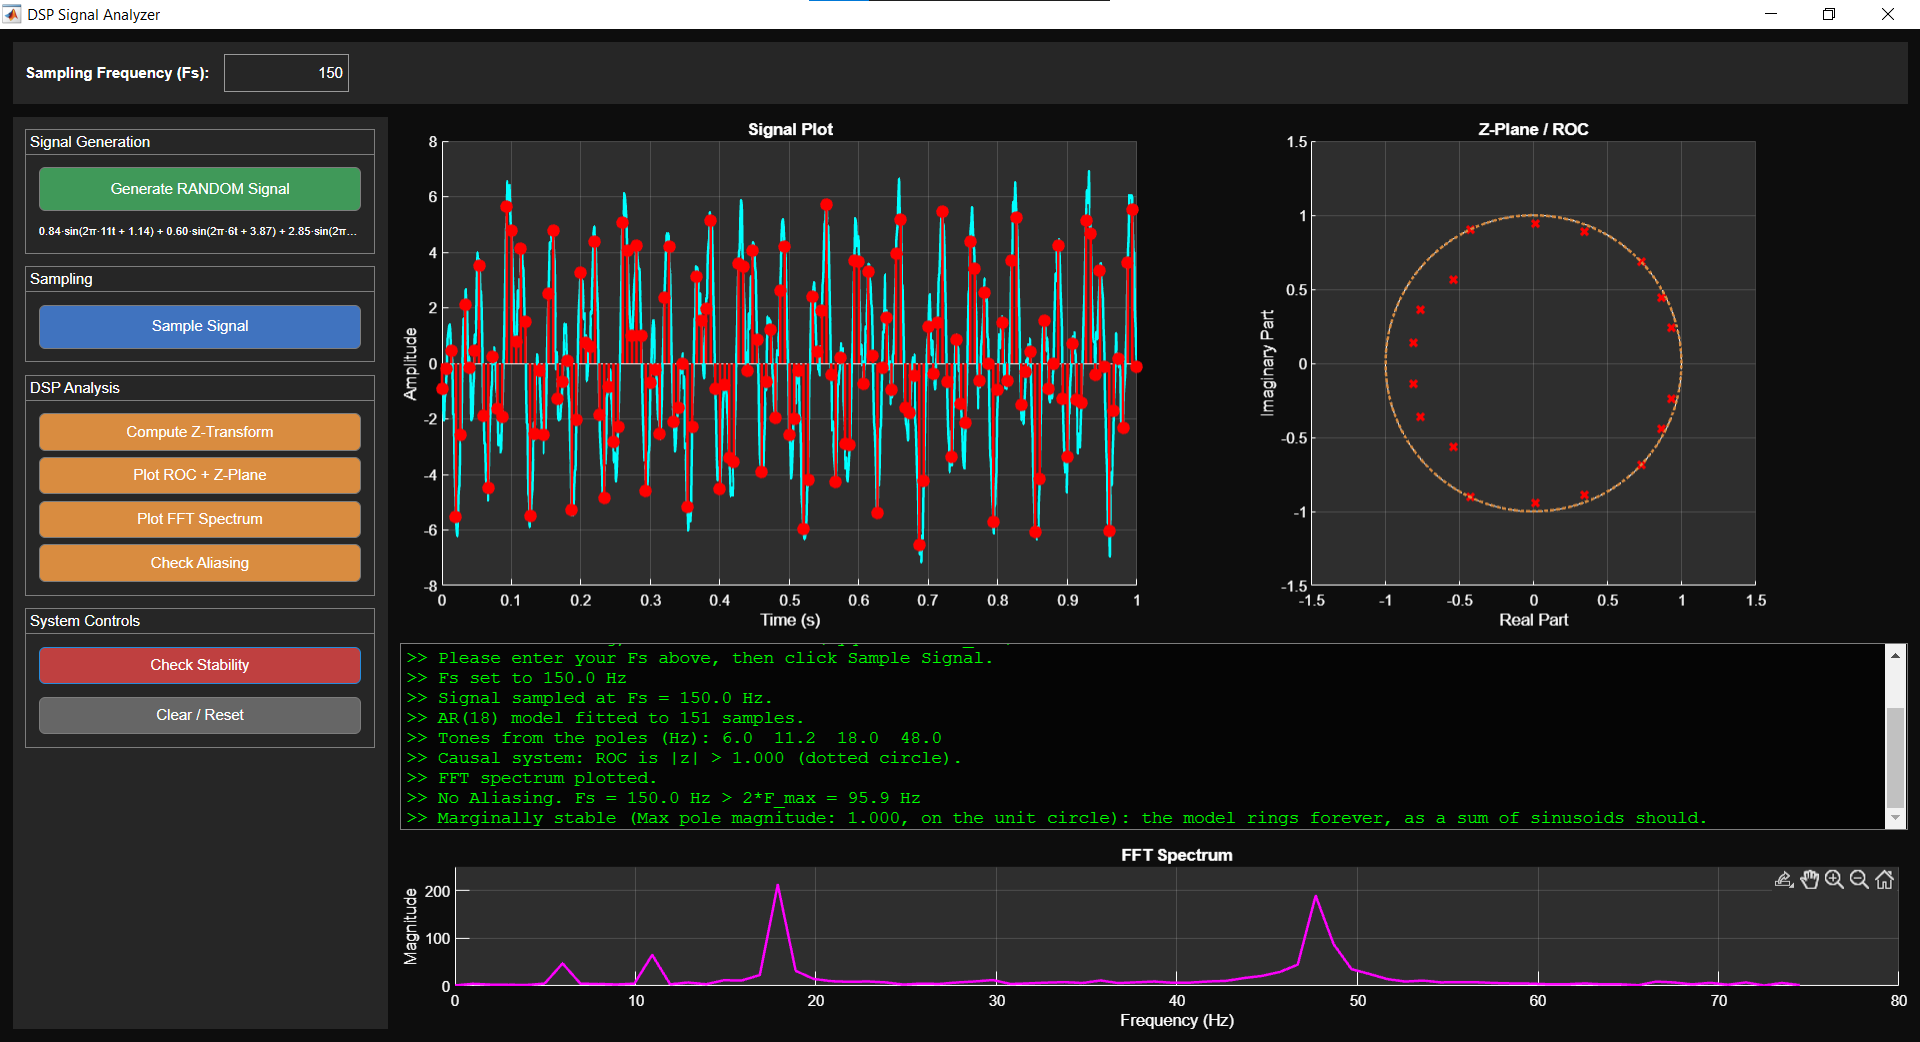 DSP Signal Analyzer
Sampling Frequency (Fs): 150
Signal Generation
Generate RANDOM Signal
0.84·sin(2π·11t + 1.14) + 0.60·sin(2π·6t + 3.87) + 2.85·sin(2π...
Sampling
Sample Signal
DSP Analysis
Compute Z-Transform
Plot ROC + Z-Plane
Plot FFT Spectrum
Check Aliasing
System Controls
Check Stability
Clear / Reset
Signal Plot
Amplitude
8
6
4
2
0
-2
-4
-6
-8
0 0.1 0.2 0.3 0.4 0.5 0.6 0.7 0.8 0.9 1
Time (s)
Z-Plane / ROC
Imaginary Part
1.5
1
0.5
0
-0.5
-1
-1.5
-1.5 -1 -0.5 0 0.5 1 1.5
Real Part
>> Please enter your Fs above, then click Sample Signal.
>> Fs set to 150.0 Hz
>> Signal sampled at Fs = 150.0 Hz.
>> AR(18) model fitted to 151 samples.
>> Tones from the poles (Hz): 6.0 11.2 18.0 48.0
>> Causal system: ROC is |z| > 1.000 (dotted circle).
>> FFT spectrum plotted.
>> No Aliasing. Fs = 150.0 Hz > 2*F_max = 95.9 Hz
>> Marginally stable (Max pole magnitude: 1.000, on the unit circle): the model rings forever, as a sum of sinusoids should.
FFT Spectrum
Magnitude
200
100
0
0 10 20 30 40 50 60 70 80
Frequency (Hz)